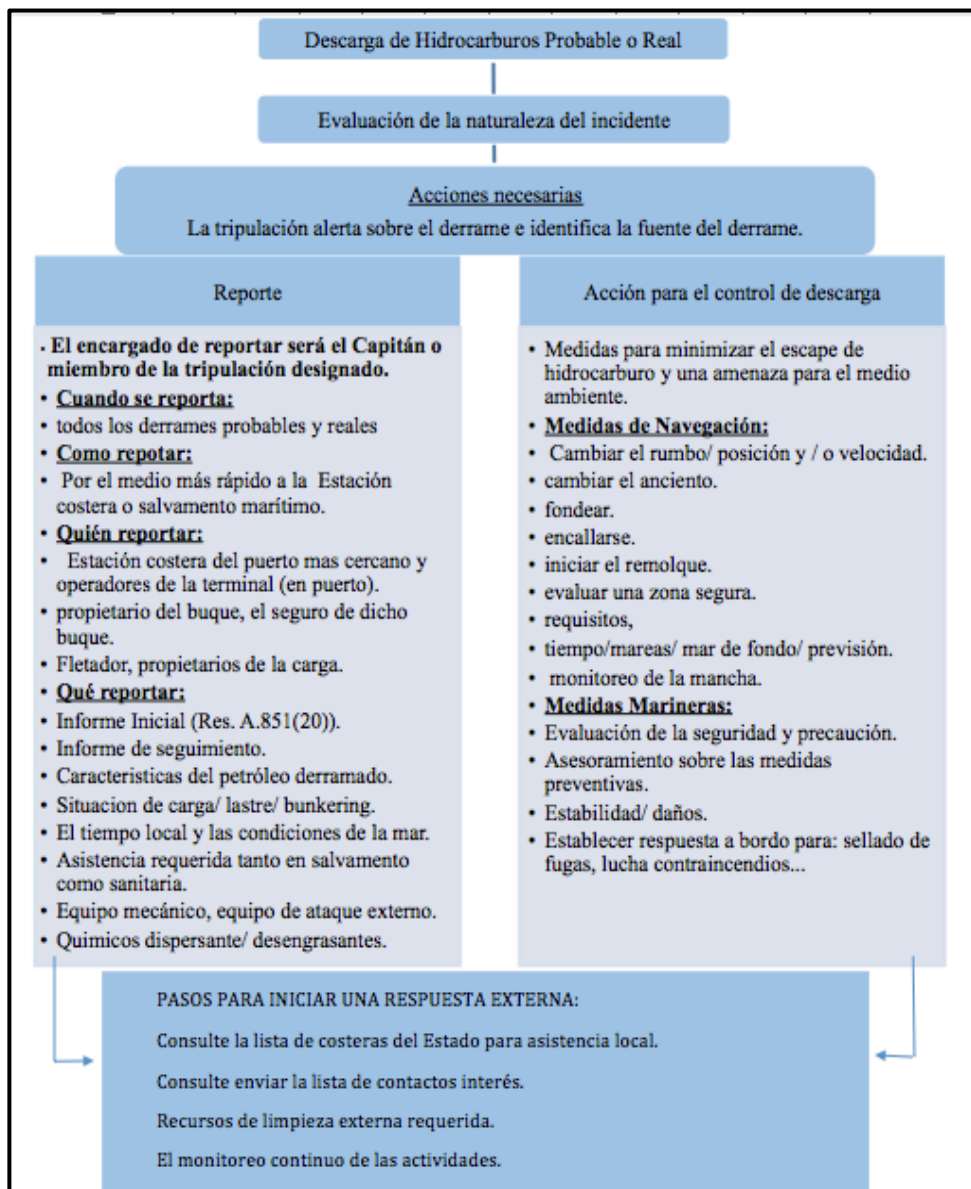 Descarga de Hidrocarburos Probable o Real
Evaluación de la naturaleza del incidente
Acciones necesarias
La tripulación alerta sobre el derrame e identifica la fuente del derrame.
Reporte
. El encargado de reportar será el Capitán o
miembro de la tripulación designado.
• Cuando se reporta:
• todos los derrames probables y reales
• Como repotar:
• Por el medio más rápido a la Estación
costera o salvamento marítimo.
• Quién reportar:
• Estación costera del puerto mas cercano y
operadores de la terminal (en puerto).
• propietario del buque, el seguro de dicho
buque.
• Fletador, propietarios de la carga.
• Qué reportar:
• Informe Inicial (Res. A.851(20)).
• Informe de seguimiento.
• Caracteristicas del petróleo derramado.
• Situacion de carga/ lastre/ bunkering.
• El tiempo local y las condiciones de la mar.
• Asistencia requerida tanto en salvamento
como sanitaria.
• Equipo mecánico, equipo de ataque externo.
• Quimicos dispersante/ desengrasantes.
Acción para el control de descarga
• Medidas para minimizar el escape de
hidrocarburo y una amenaza para el medio
ambiente.
• Medidas de Navegación:
• Cambiar el rumbo/ posición y / o velocidad.
• cambiar el anciento.
• fondear.
• encallarse.
• iniciar el remolque.
• evaluar una zona segura.
• requisitos,
• tiempo/mareas/ mar de fondo/ previsión.
• monitoreo de la mancha.
• Medidas Marineras:
• Evaluación de la seguridad y precaución.
• Asesoramiento sobre las medidas
preventivas.
• Estabilidad/ daños.
• Establecer respuesta a bordo para: sellado de
fugas, lucha contraincendios...
PASOS PARA INICIAR UNA RESPUESTA EXTERNA:
Consulte la lista de costeras del Estado para asistencia local.
Consulte enviar la lista de contactos interés.
Recursos de limpieza externa requerida.
El monitoreo continuo de las actividades.